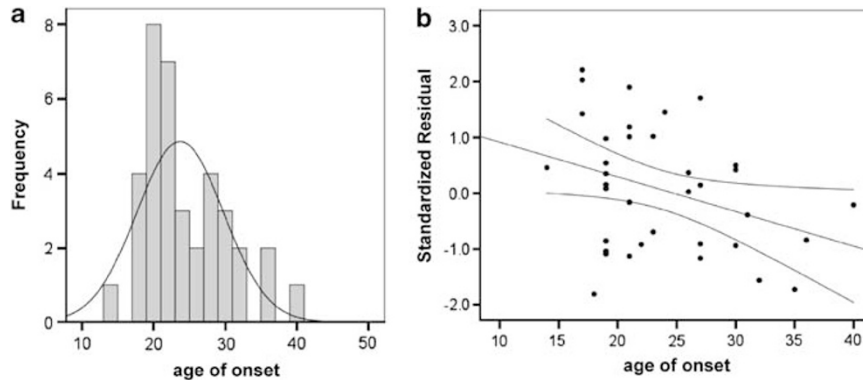 a
8
6
4
2
0
Frequency
10 20 30 40 50
age of onset
b
3.0
2.0
1.0
0.0
-1.0
-2.0
Standardized Residual
10 15 20 25 30 35 40
age of onset